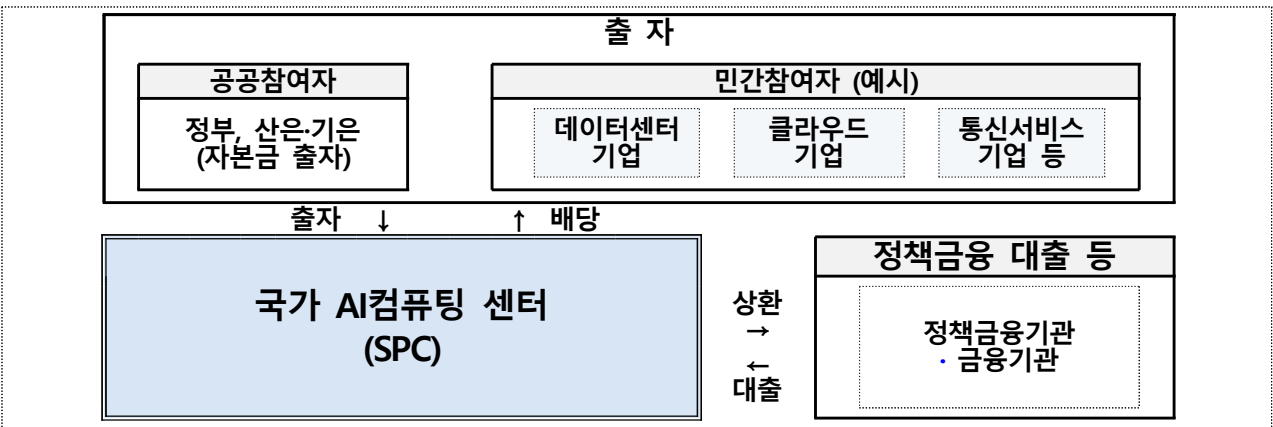 출 자
공공참여자
정부, 산은·기은
(자본금 출자)
민간참여자 (예시)
데이터센터
기업
클라우드
기업
통신서비스
기업 등
출자 ↓ ↑ 배당
국가 AI컴퓨팅 센터
(SPC)
상환
→
←
대출
정책금융 대출 등
정책금융기관
· 금융기관